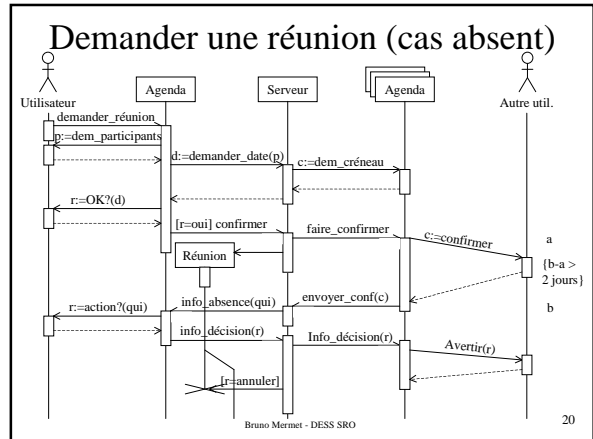 Demander une réunion (cas absent)
Utilisateur
Agenda
Serveur
Agenda
Autre util.
demander_réunion
p:=dem_participants
d:=demander_date(p)
c:=dem_créneau
r:=OK?(d)
[r=oui] confirmer
faire_confirmer
c:=confirmer
a
Réunion
{b-a >
2 jours}
r:=action?(qui)
info_absence(qui)
envoyer_conf(c)
b
info_décision(r)
Info_décision(r)
Avertir(r)
[r=annuler]
Bruno Mermet - DESS SRO
20